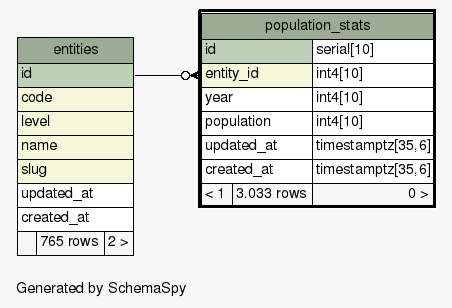 entities
id
code
level
name
slug
updated_at
created_at
765 rows 2 >
population_stats
id serial[10]
entity_id int4[10]
year int4[10]
population int4[10]
updated_at timestamptz[35,6]
created_at timestamptz[35,6]
< 1 3.033 rows 0 >
Generated by SchemaSpy